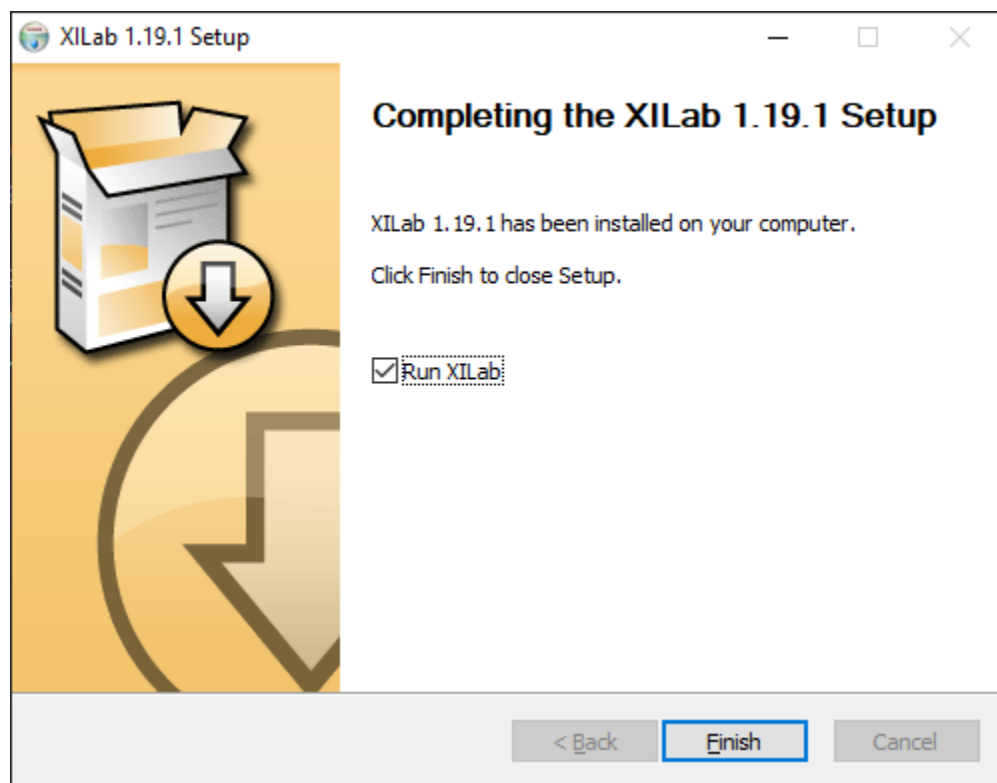 XILab 1.19.1 Setup
Completing the XILab 1.19.1 Setup
XILab 1.19.1 has been installed on your computer.
Click Finish to close Setup.
Run XILab
< Back
Finish
Cancel